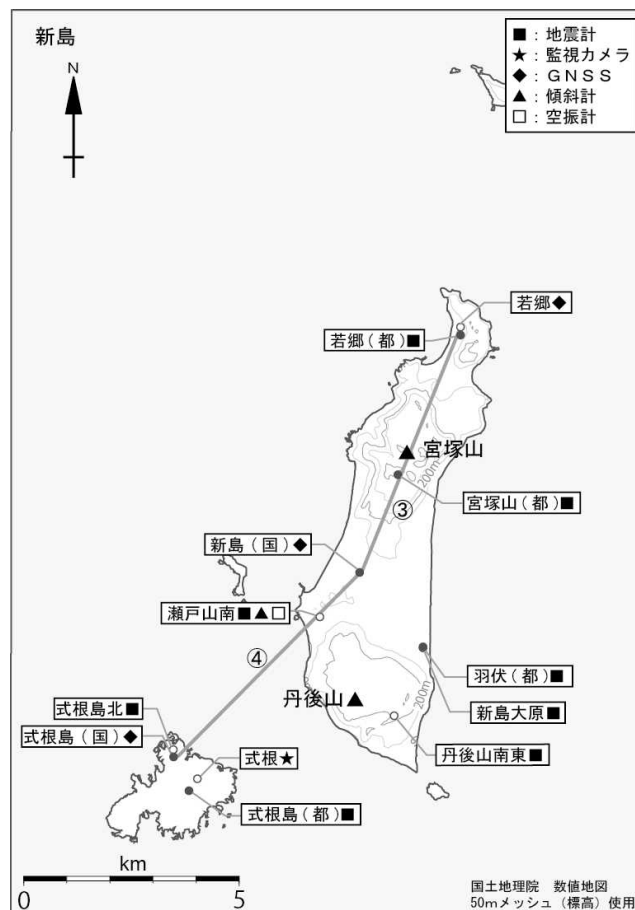 新島
■：地震計
★：監視カメラ
◆：ＧＮＳＳ
▲：傾斜計
□：空振計
N
若郷◆
若郷(都)■
宮塚山
200m
宮塚山(都)■
③
新島(国)◆
瀬戸山南■▲□
④
羽伏(都)■
丹後山
200m
新島大原■
式根島北■
式根島(国)◆
式根★
丹後山南東■
式根島(都)■
km
0 5
国土地理院　数値地図
50mメッシュ（標高）使用